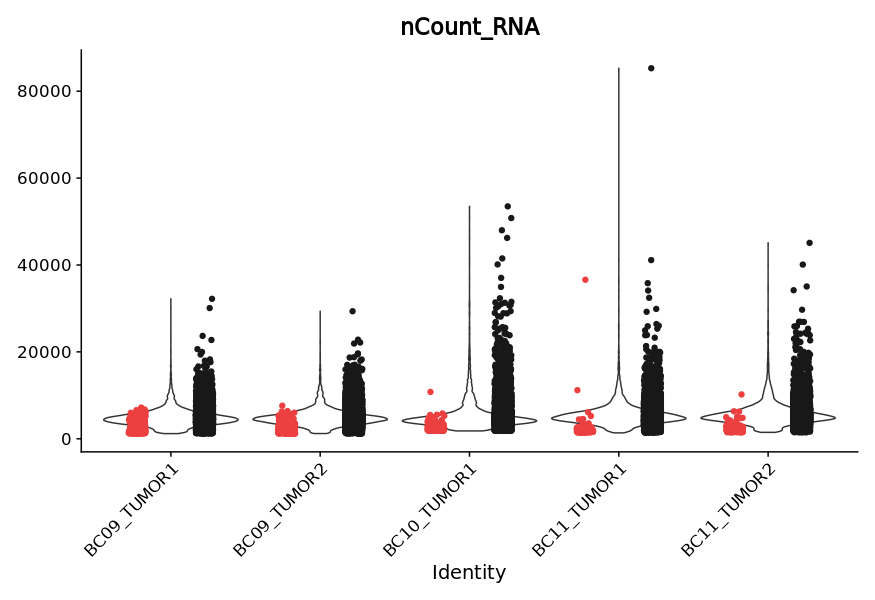 nCount_RNA
80000
60000
40000
20000
0
BC09_TUMOR1
BC09_TUMOR2
BC10_TUMOR1
BC11_TUMOR1
BC11_TUMOR2
Identity